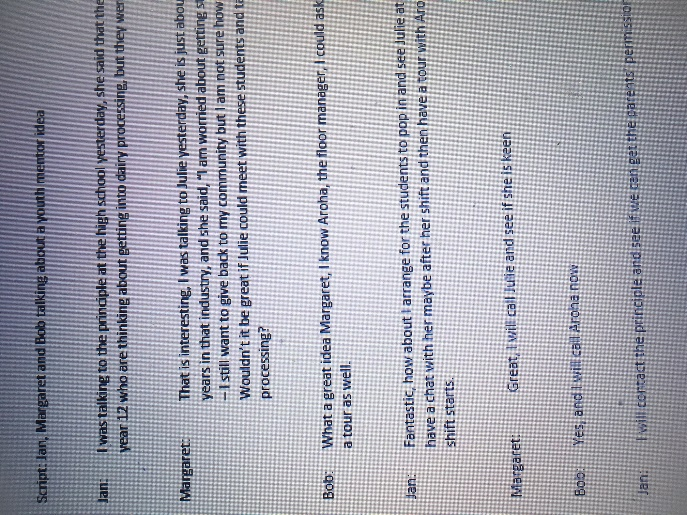 Script: Jan, Margaret and Bob talking about a youth mentor idea
Jan: I was talking to the principle at the high school yesterday, she said that the
year 12 who are thinking about getting into dairy processing, but they wer
Margaret: That is interesting, I was talking to Julie yesterday, she is just abou
years in that industry, and she said, "I am worried about getting s
– I still want to give back to my community but I am not sure how
Wouldn't it be great if Julie could meet with these students and ta
processing?
Bob: What a great idea Margaret, I know Aroha, the floor manager, I could ask
a tour as well.
Jan: Fantastic, how about I arrange for the students to pop in and see Julie at
have a chat with her maybe after her shift and then have a tour with Aro
shift starts.
Margaret: Great, I will call Julie and see if she is keen
Bob: Yes, and I will call Aroha now
Jan: I will contact the principle and see if we can get the parents' permission